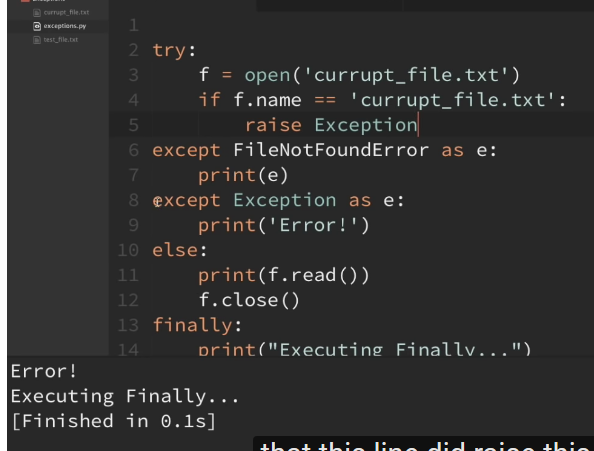 currupt_file.txt
exceptions.py
test_file.txt
1
2 try:
3 f = open('currupt_file.txt')
4 if f.name == 'currupt_file.txt':
5 raise Exception
6 except FileNotFoundError as e:
7 print(e)
8 except Exception as e:
9 print('Error!')
10 else:
11 print(f.read())
12 f.close()
13 finally:
14 print("Executing Finally...")
Error!
Executing Finally...
[Finished in 0.1s]
that this line did raise this